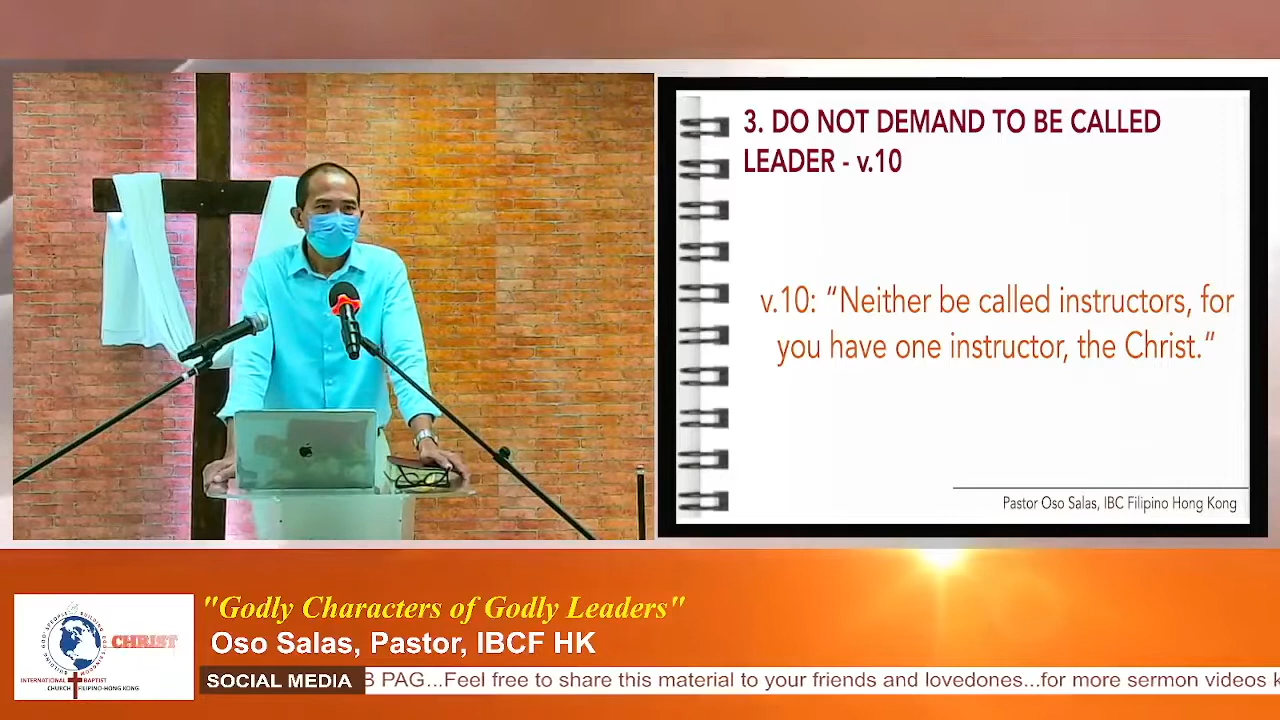 3. DO NOT DEMAND TO BE CALLED
LEADER - v.10
v.10: “Neither be called instructors, for
you have one instructor, the Christ.”
Pastor Oso Salas, IBC Filipino Hong Kong
"Godly Characters of Godly Leaders"
Oso Salas, Pastor, IBCF HK
SOCIAL MEDIA
B PAG...Feel free to share this material to your friends and lovedones...for more sermon videos k
CHRIST
INTERNATIONAL BAPTIST
CHURCH FILIPINO-HONG KONG